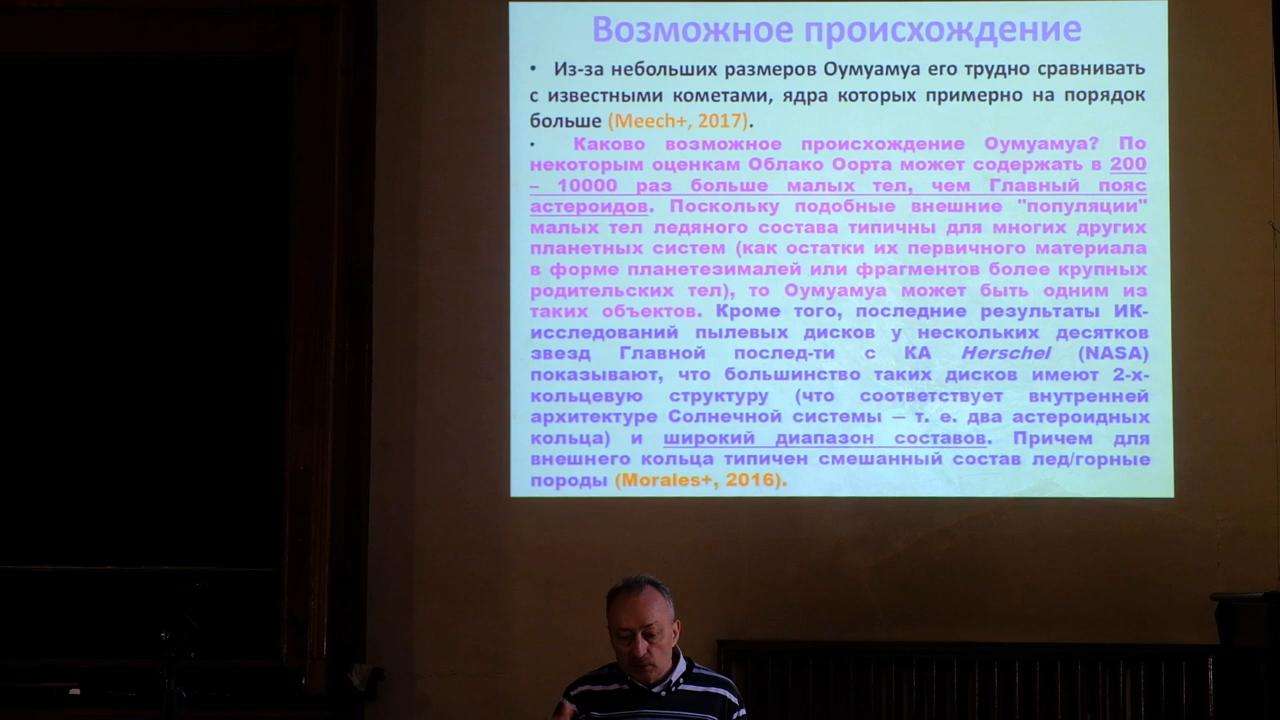 Возможное происхождение
• Из-за небольших размеров Оумуамуа его трудно сравнивать
с известными кометами, ядра которых примерно на порядок
больше (Meech+, 2017).
• Каково возможное происхождение Оумуамуа? По
некоторым оценкам Облако Оорта может содержать в 200
– 10000 раз больше малых тел, чем Главный пояс
астероидов. Поскольку подобные внешние "популяции"
малых тел ледяного состава типичны для многих других
планетных систем (как остатки их первичного материала
в форме планетезималей или фрагментов более крупных
родительских тел), то Оумуамуа может быть одним из
таких объектов. Кроме того, последние результаты ИК-
исследований пылевых дисков у нескольких десятков
звезд Главной послед-ти с КА Herschel (NASA)
показывают, что большинство таких дисков имеют 2-х-
кольцевую структуру (что соответствует внутренней
архитектуре Солнечной системы — т. е. два астероидных
кольца) и широкий диапазон составов. Причем для
внешнего кольца типичен смешанный состав лед/горные
породы (Morales+, 2016).